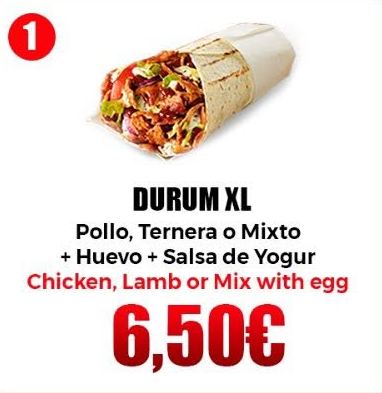 1
DURUM XL
Pollo, Ternera o Mixto
+ Huevo + Salsa de Yogur
Chicken, Lamb or Mix with egg
6,50€